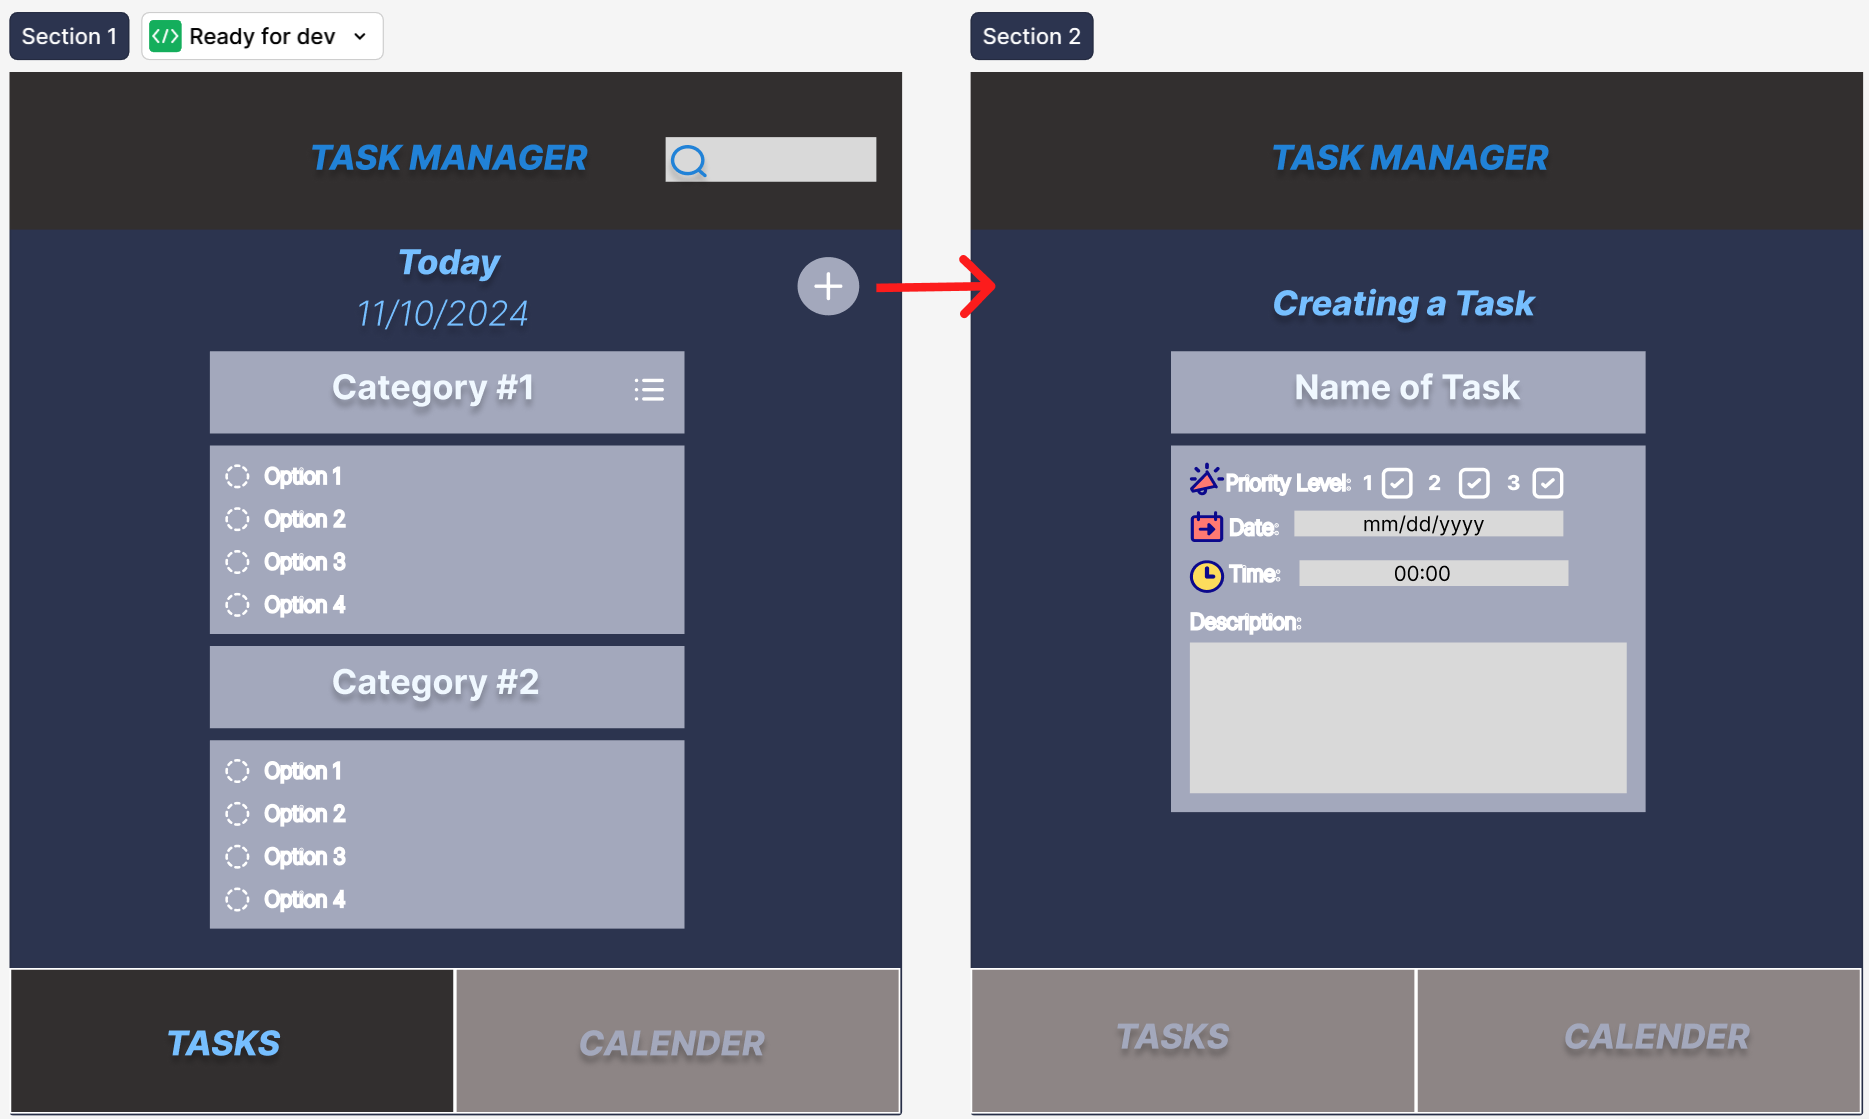 Section 1
</> Ready for dev
TASK MANAGER
Today
11/10/2024
Category #1
Option 1
Option 2
Option 3
Option 4
Category #2
Option 1
Option 2
Option 3
Option 4
TASKS
CALENDER
Section 2
TASK MANAGER
Creating a Task
Name of Task
Priority Level: 1 2 3
Date: mm/dd/yyyy
Time: 00:00
Description:
TASKS
CALENDER